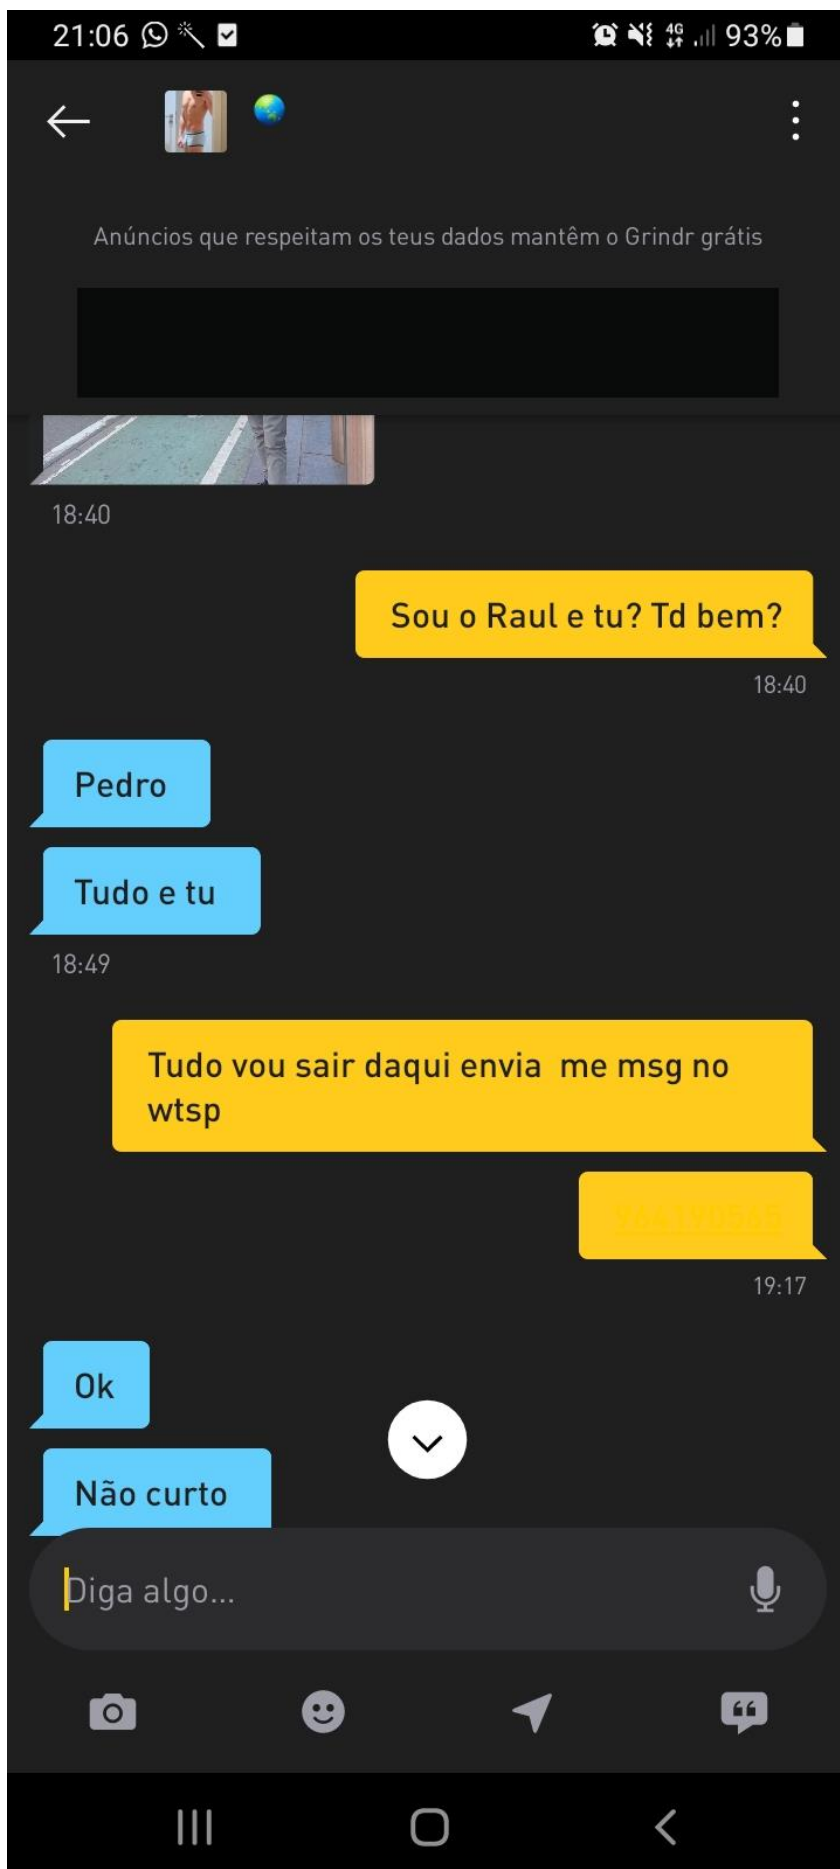 21:06
4G
93%
Anúncios que respeitam os teus dados mantêm o Grindr grátis
18:40
Sou o Raul e tu? Td bem?
18:40
Pedro
Tudo e tu
18:49
Tudo vou sair daqui envia me msg no
wtsp
19:17
Ok
Não curto
Diga algo...